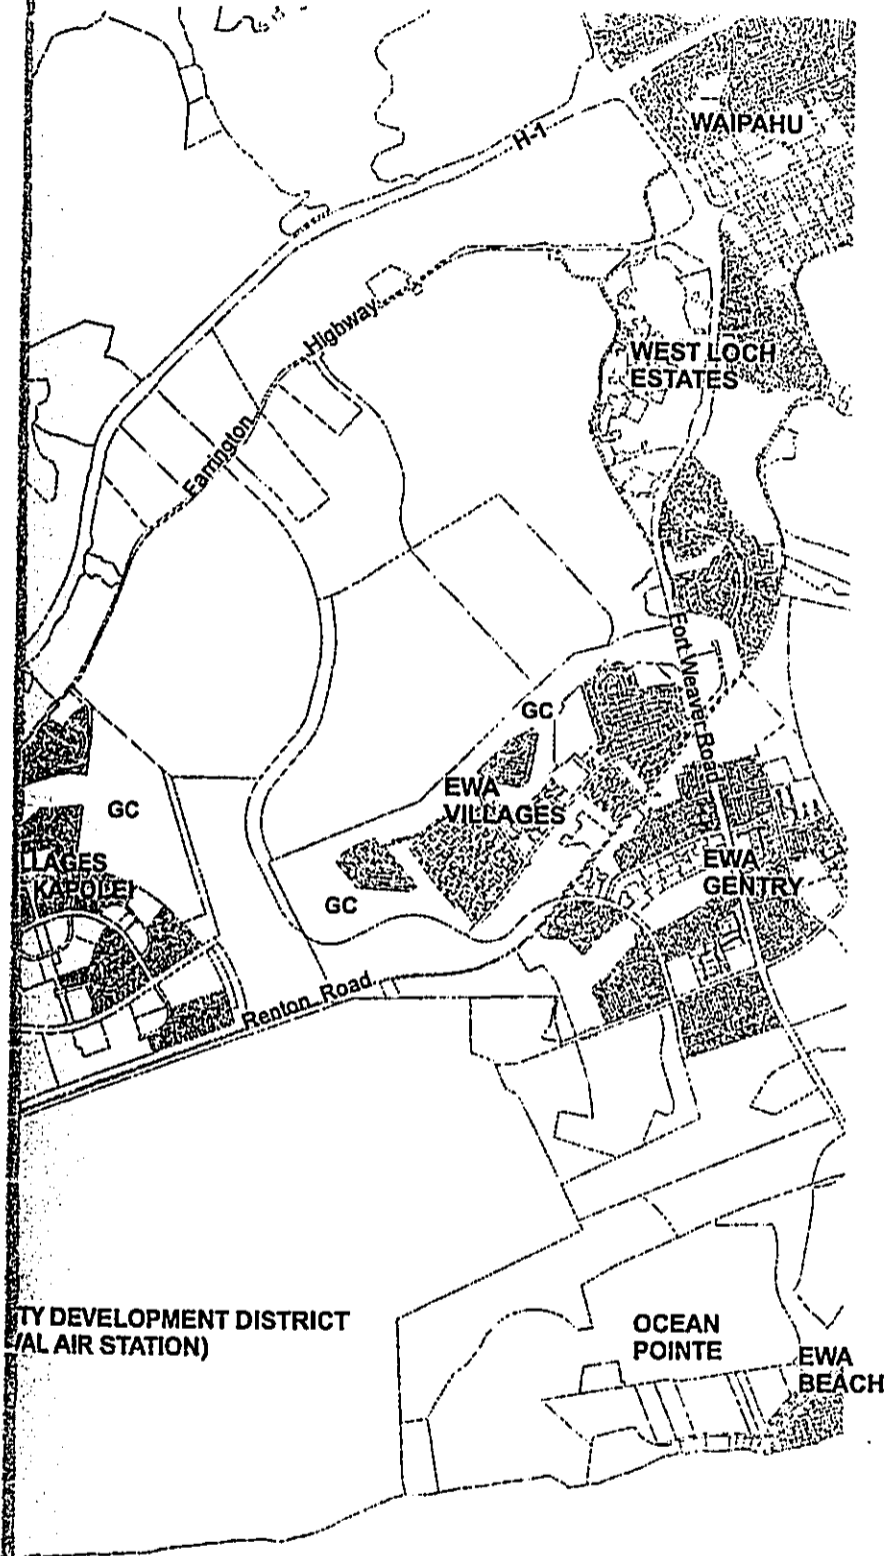 WAIPAHU
H-1
Highway
WEST LOCH
ESTATES
Farrington
Fort Weaver Road
GC
EWA
VILLAGES
GC
LLAGES
KAPOLEI
EWA
GENTRY
GC
Renton Road
TY DEVELOPMENT DISTRICT
VAL AIR STATION)
OCEAN
POINTE
EWA
BEACH